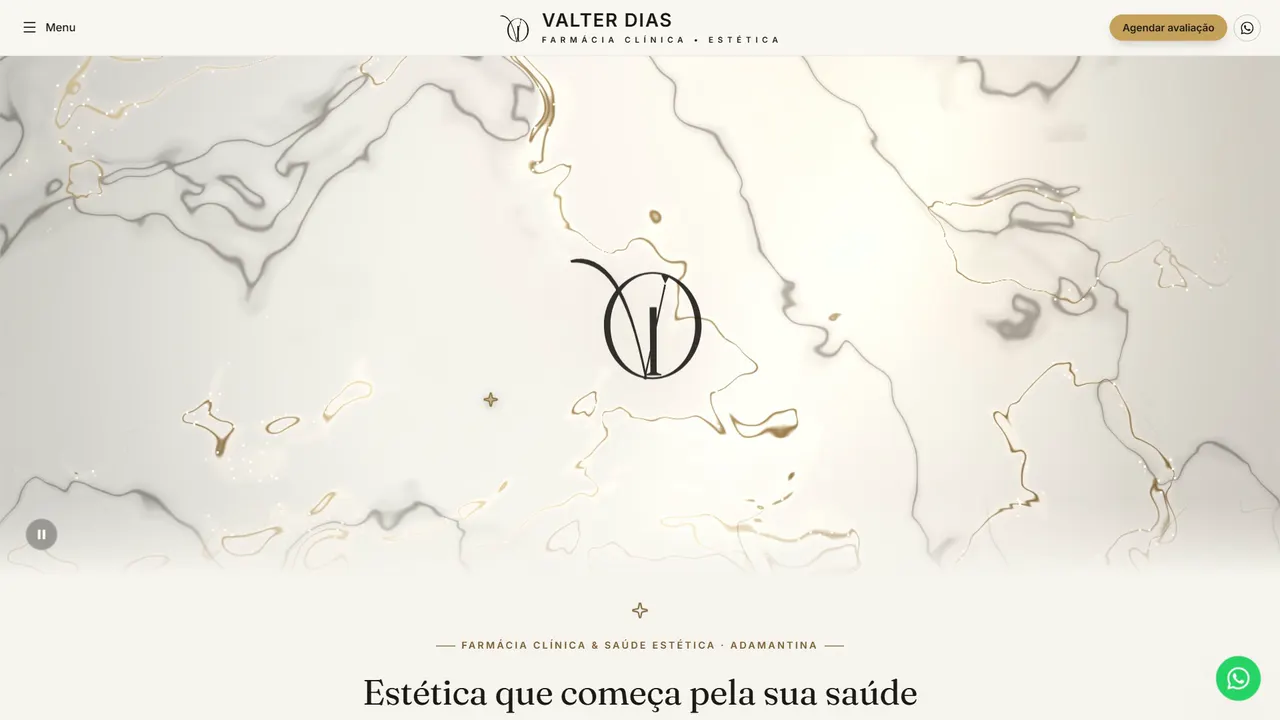 Menu
VALTER DIAS
FARMÁCIA CLÍNICA • ESTÉTICA
Agendar avaliação
FARMÁCIA CLÍNICA & SAÚDE ESTÉTICA · ADAMANTINA
Estética que começa pela sua saúde